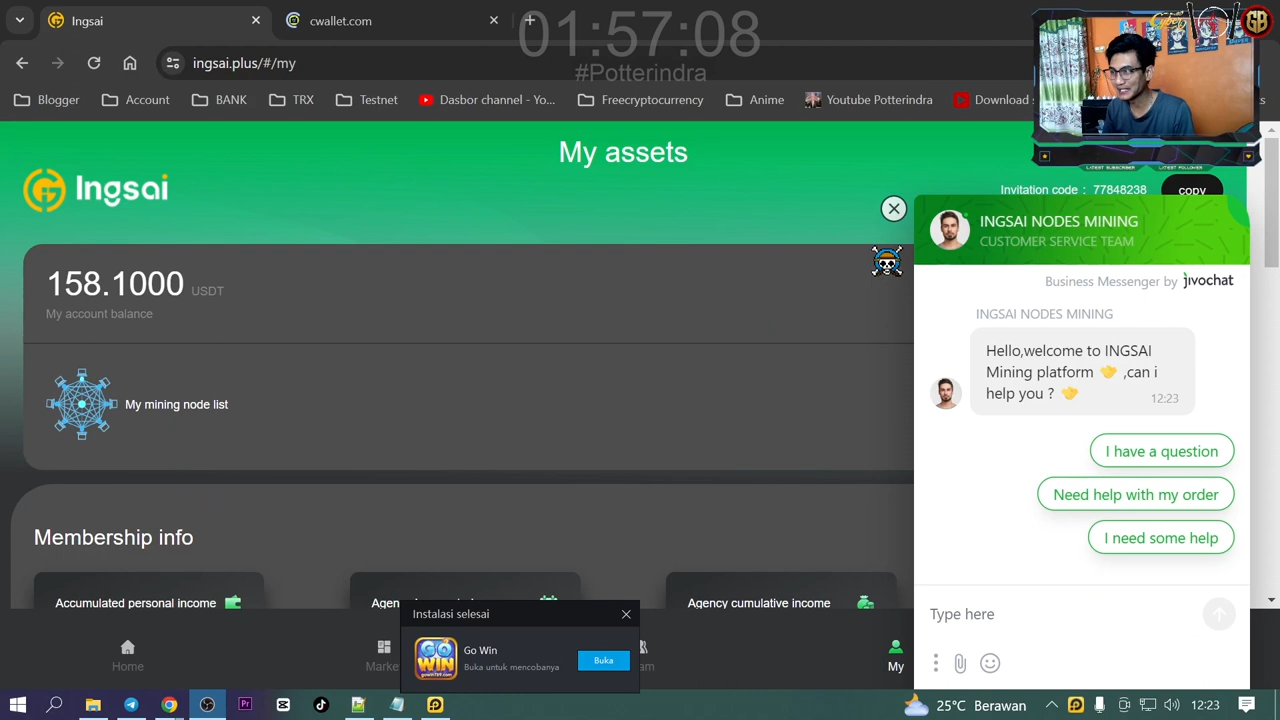 Ingsai
cwallet.com
01:57:08
#Potterindra
ingsai.plus/#/my
Blogger
Account
BANK
TRX
Dasbor channel - Yo...
Freecryptocurrency
Anime
Youtube Potterindra
Download
My assets
Ingsai
Invitation code : 77848238
copy
158.1000 USDT
My account balance
My mining node list
Membership info
Accumulated personal income
Agency cumulative income
Home
My
Instalasi selesai
Go Win
Buka untuk mencobanya
Buka
INGSAI NODES MINING
CUSTOMER SERVICE TEAM
Business Messenger by jivochat
INGSAI NODES MINING
Hello,welcome to INGSAI
Mining platform 🤝 ,can i
help you ? 🤝
12:23
I have a question
Need help with my order
I need some help
Type here
25°C Berawan
12:23
LATEST SUBSCRIBER
LATEST FOLLOWER